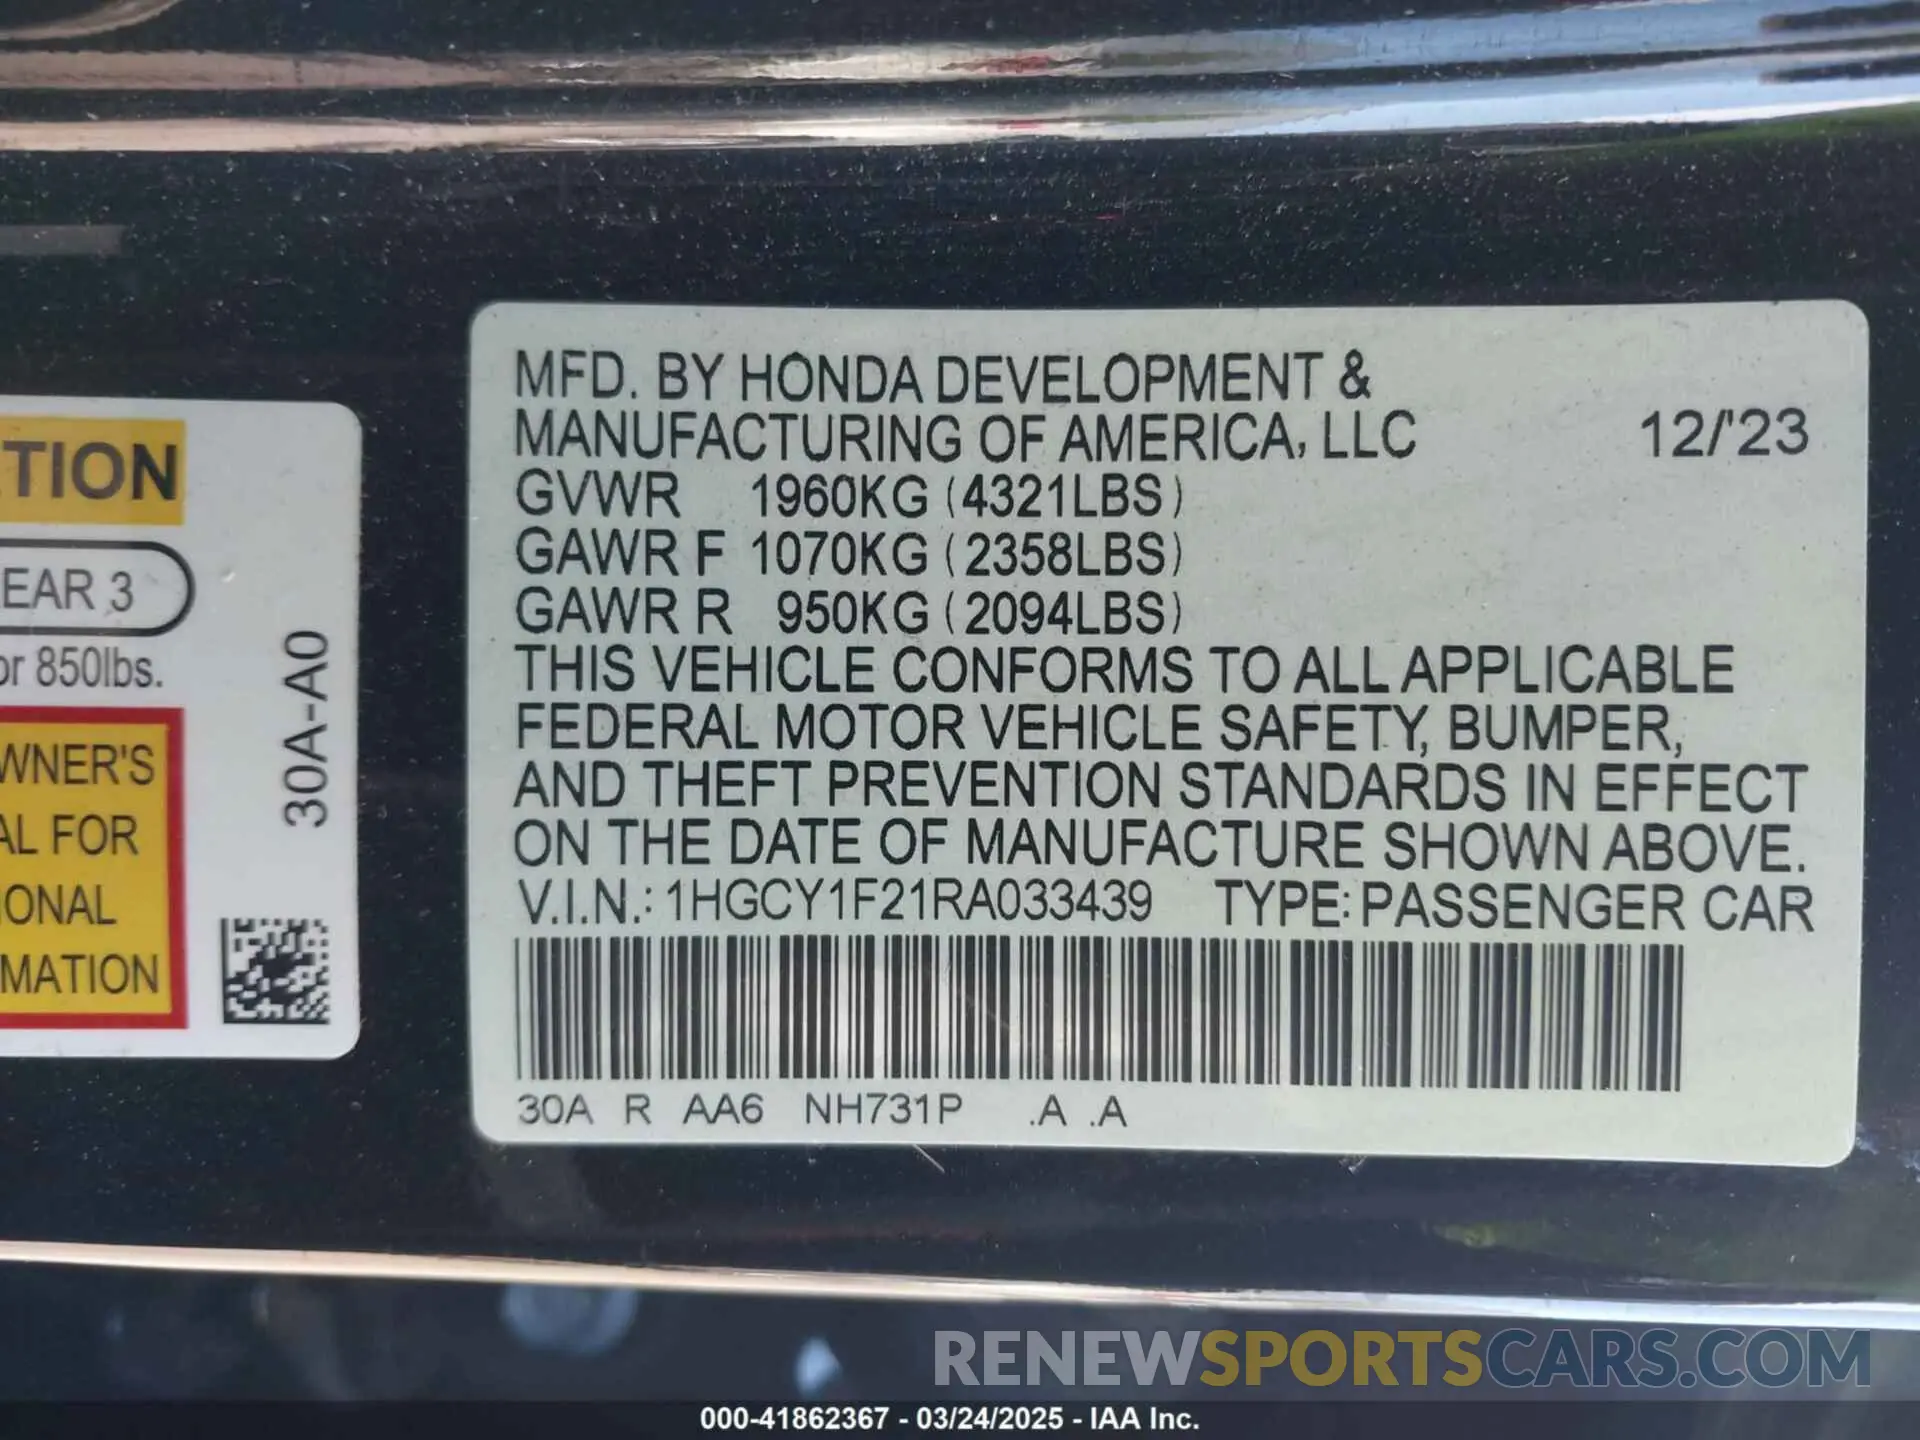 TION
EAR 3
or 850lbs.
WNER'S
AL FOR
IONAL
MATION
30A-A0
MFD. BY HONDA DEVELOPMENT &
MANUFACTURING OF AMERICA, LLC 12/'23
GVWR 1960KG (4321LBS)
GAWR F 1070KG (2358LBS)
GAWR R 950KG (2094LBS)
THIS VEHICLE CONFORMS TO ALL APPLICABLE
FEDERAL MOTOR VEHICLE SAFETY, BUMPER,
AND THEFT PREVENTION STANDARDS IN EFFECT
ON THE DATE OF MANUFACTURE SHOWN ABOVE.
V.I.N.: 1HGCY1F21RA033439 TYPE: PASSENGER CAR
30A R AA6 NH731P .A .A
RENEWSPORTSCARS.COM
000-41862367 - 03/24/2025 - IAA Inc.